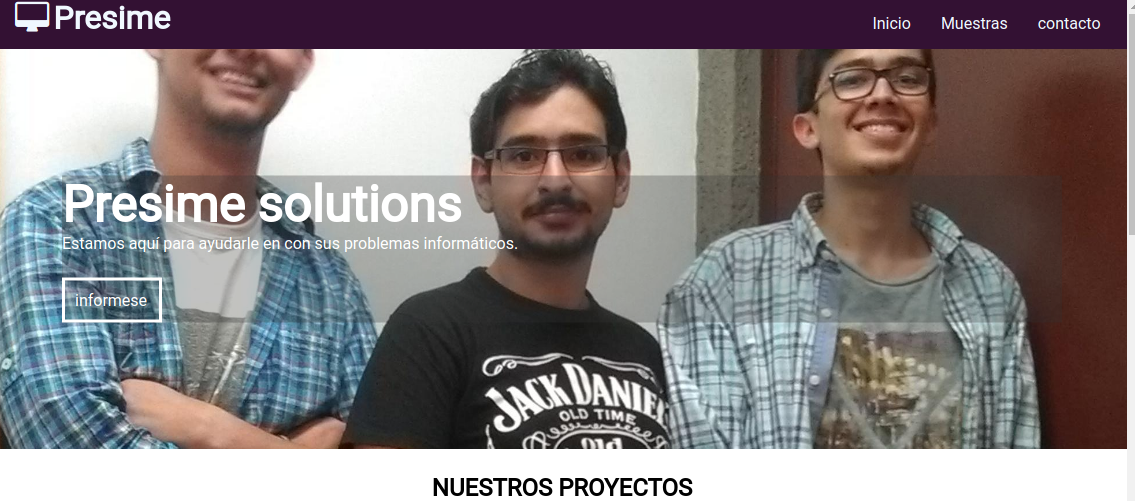 Presime
Inicio Muestras contacto
Presime solutions
Estamos aquí para ayudarle en con sus problemas informáticos.
informese
JACK DANIEL
OLD TIME
Old
NUESTROS PROYECTOS